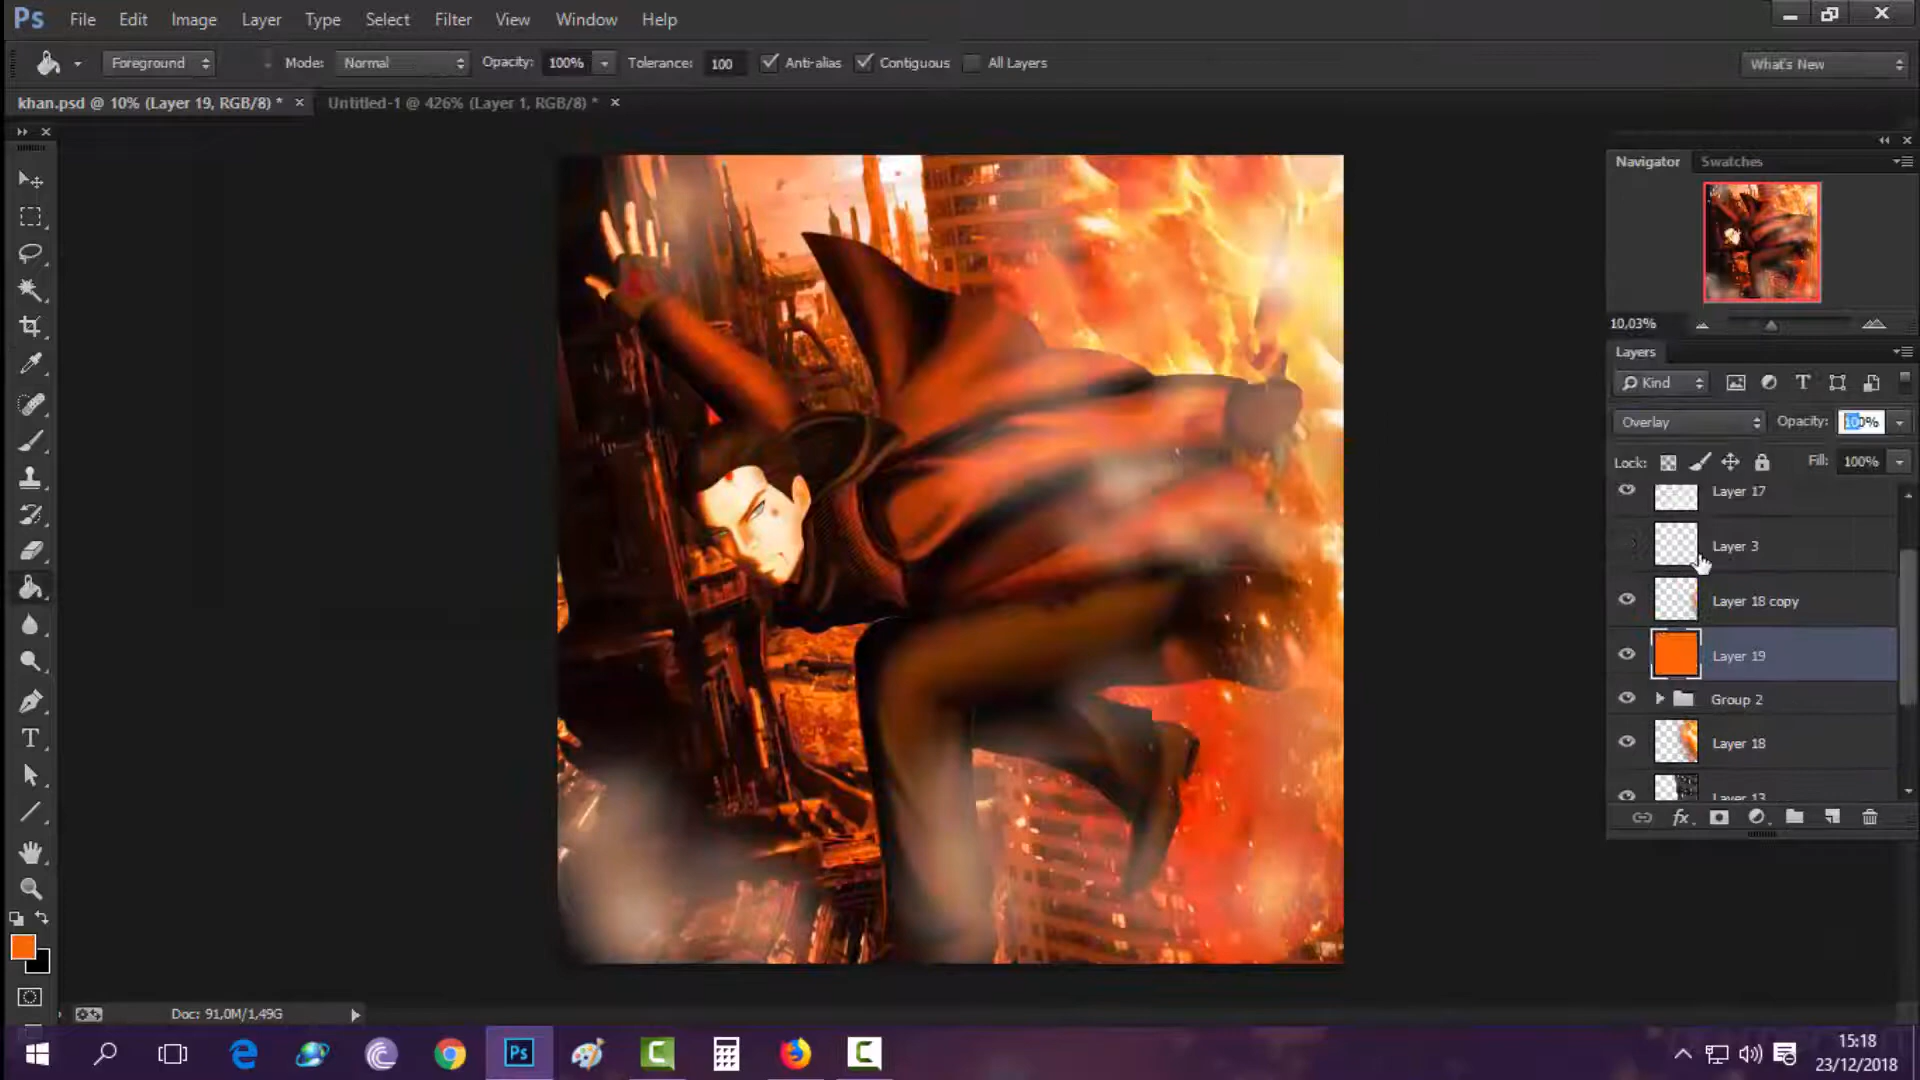 Ps File Edit Image Layer Type Select Filter View Window Help
Foreground Mode: Normal Opacity: 100% Tolerance: 100 Anti-alias Contiguous All Layers What's New
khan.psd @ 10% (Layer 19, RGB/8) * × Untitled-1 @ 426% (Layer 1, RGB/8) * ×
Navigator Swatches
10,03%
Layers
Kind
Overlay Opacity: 100%
Lock: Fill: 100%
Layer 17
Layer 3
Layer 18 copy
Layer 19
Group 2
Layer 18
Layer 13
Doc: 91,0M/1,49G
Ps
15:18
23/12/2018